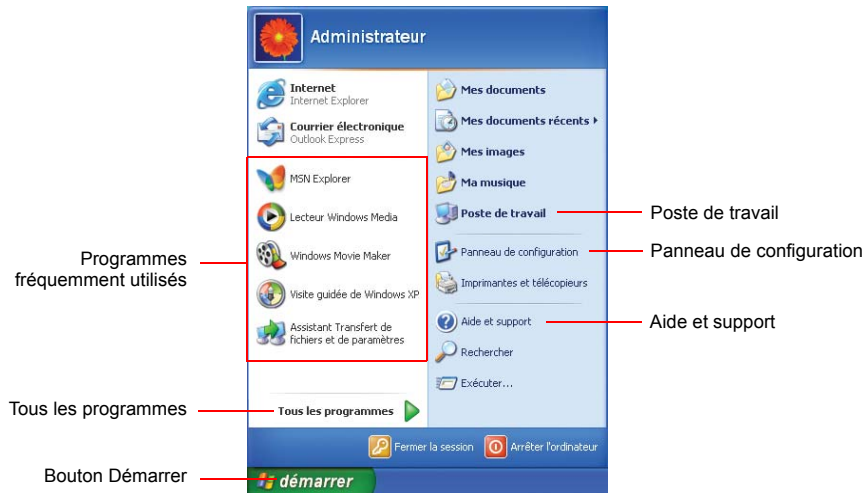 Administrateur
Internet
Internet Explorer
Courrier électronique
Outlook Express
MSN Explorer
Lecteur Windows Media
Windows Movie Maker
Visite guidée de Windows XP
Assistant Transfert de
fichiers et de paramètres
Tous les programmes
Mes documents
Mes documents récents
Mes images
Ma musique
Poste de travail
Panneau de configuration
Imprimantes et télécopieurs
Aide et support
Rechercher
Exécuter...
Fermer la session
Arrêter l'ordinateur
démarrer
Programmes
fréquemment utilisés
Tous les programmes
Bouton Démarrer
Poste de travail
Panneau de configuration
Aide et support